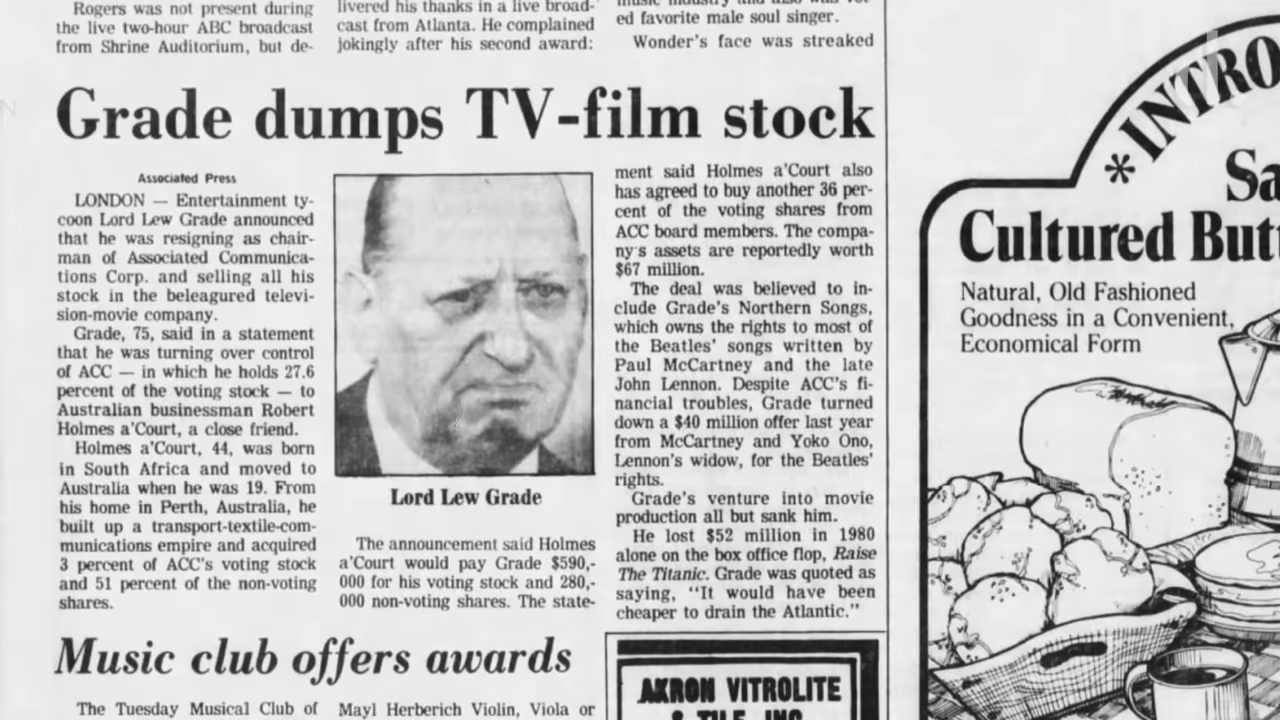 Rogers was not present during
the live two-hour ABC broadcast
from Shrine Auditorium, but de-
livered his thanks in a live broad-
cast from Atlanta. He complained
jokingly after his second award:
ed favorite male soul singer.
Wonder's face was streaked
Grade dumps TV-film stock
Associated Press
LONDON — Entertainment ty-
coon Lord Lew Grade announced
that he was resigning as chair-
man of Associated Communica-
tions Corp. and selling all his
stock in the beleagured televi-
sion-movie company.
Grade, 75, said in a statement
that he was turning over control
of ACC — in which he holds 27.6
percent of the voting stock — to
Australian businessman Robert
Holmes a'Court, a close friend.
Holmes a'Court, 44, was born
in South Africa and moved to
Australia when he was 19. From
his home in Perth, Australia, he
built up a transport-textile-com-
munications empire and acquired
3 percent of ACC's voting stock
and 51 percent of the non-voting
shares.
Lord Lew Grade
The announcement said Holmes
a'Court would pay Grade $590,-
000 for his voting stock and 280,-
000 non-voting shares. The state-
ment said Holmes a'Court also
has agreed to buy another 36 per-
cent of the voting shares from
ACC board members. The compa-
ny's assets are reportedly worth
$67 million.
The deal was believed to in-
clude Grade's Northern Songs,
which owns the rights to most of
the Beatles' songs written by
Paul McCartney and the late
John Lennon. Despite ACC's fi-
nancial troubles, Grade turned
down a $40 million offer last year
from McCartney and Yoko Ono,
Lennon's widow, for the Beatles'
rights.
Grade's venture into movie
production all but sank him.
He lost $52 million in 1980
alone on the box office flop, Raise
The Titanic. Grade was quoted as
saying, "It would have been
cheaper to drain the Atlantic."
Music club offers awards
The Tuesday Musical Club of
Mayl Herberich Violin, Viola or
AKRON VITROLITE
& TILE, INC.
* INTRO
Sa
Cultured But
Natural, Old Fashioned
Goodness in a Convenient,
Economical Form